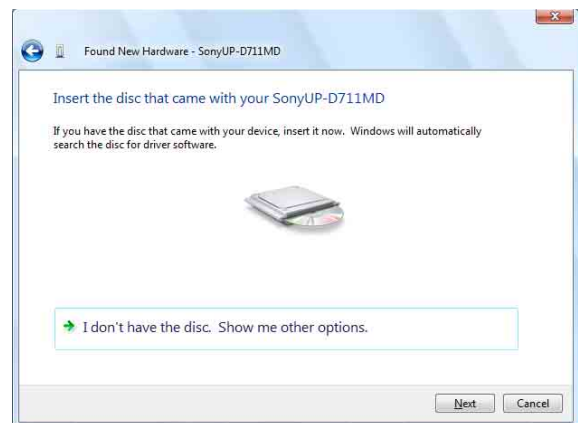 Found New Hardware - SonyUP-D711MD
Insert the disc that came with your SonyUP-D711MD
If you have the disc that came with your device, insert it now.  Windows will automatically
search the disc for driver software.
I don't have the disc.  Show me other options.
Next
Cancel